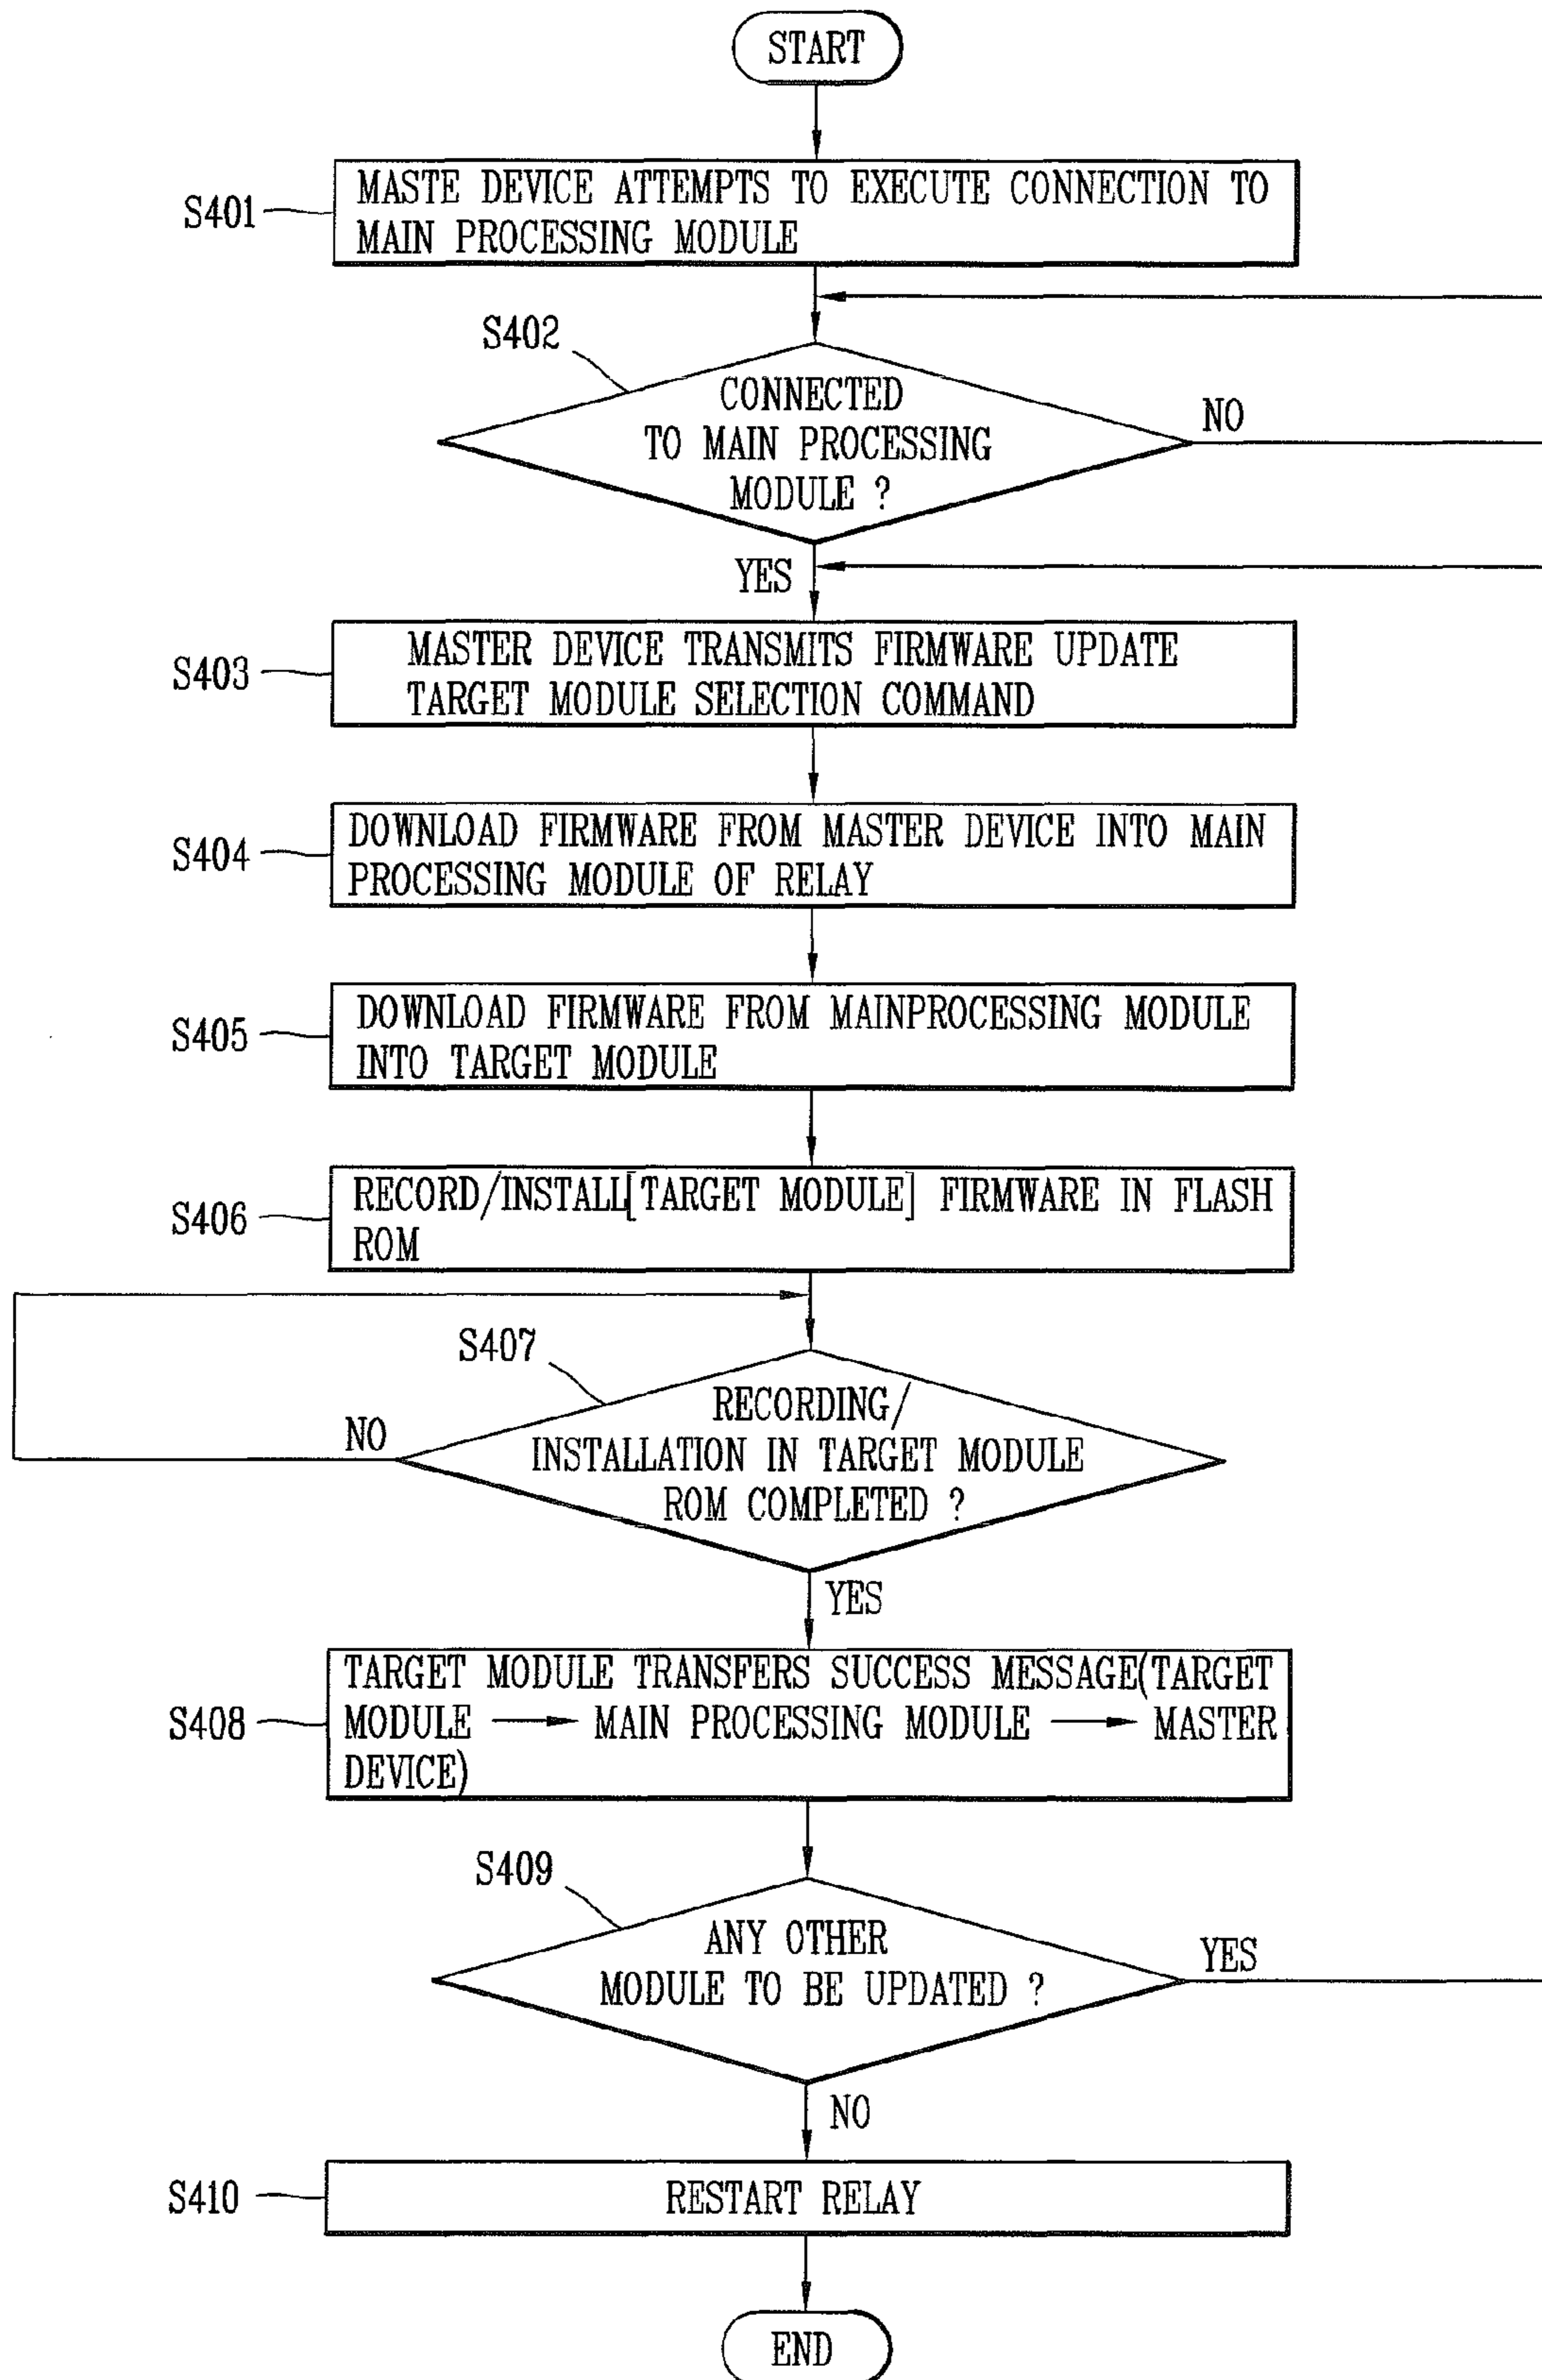 START
S401
MASTE DEVICE ATTEMPTS TO EXECUTE CONNECTION TO
MAIN PROCESSING MODULE
S402
CONNECTED
TO MAIN PROCESSING
MODULE ?
NO
YES
S403
MASTER DEVICE TRANSMITS FIRMWARE UPDATE
TARGET MODULE SELECTION COMMAND
S404
DOWNLOAD FIRMWARE FROM MASTER DEVICE INTO MAIN
PROCESSING MODULE OF RELAY
S405
DOWNLOAD FIRMWARE FROM MAINPROCESSING MODULE
INTO TARGET MODULE
S406
RECORD/INSTALL[TARGET MODULE] FIRMWARE IN FLASH
ROM
S407
RECORDING/
INSTALLATION IN TARGET MODULE
ROM COMPLETED ?
NO
YES
S408
TARGET MODULE TRANSFERS SUCCESS MESSAGE(TARGET
MODULE → MAIN PROCESSING MODULE → MASTER
DEVICE)
S409
ANY OTHER
MODULE TO BE UPDATED ?
YES
NO
S410
RESTART RELAY
END